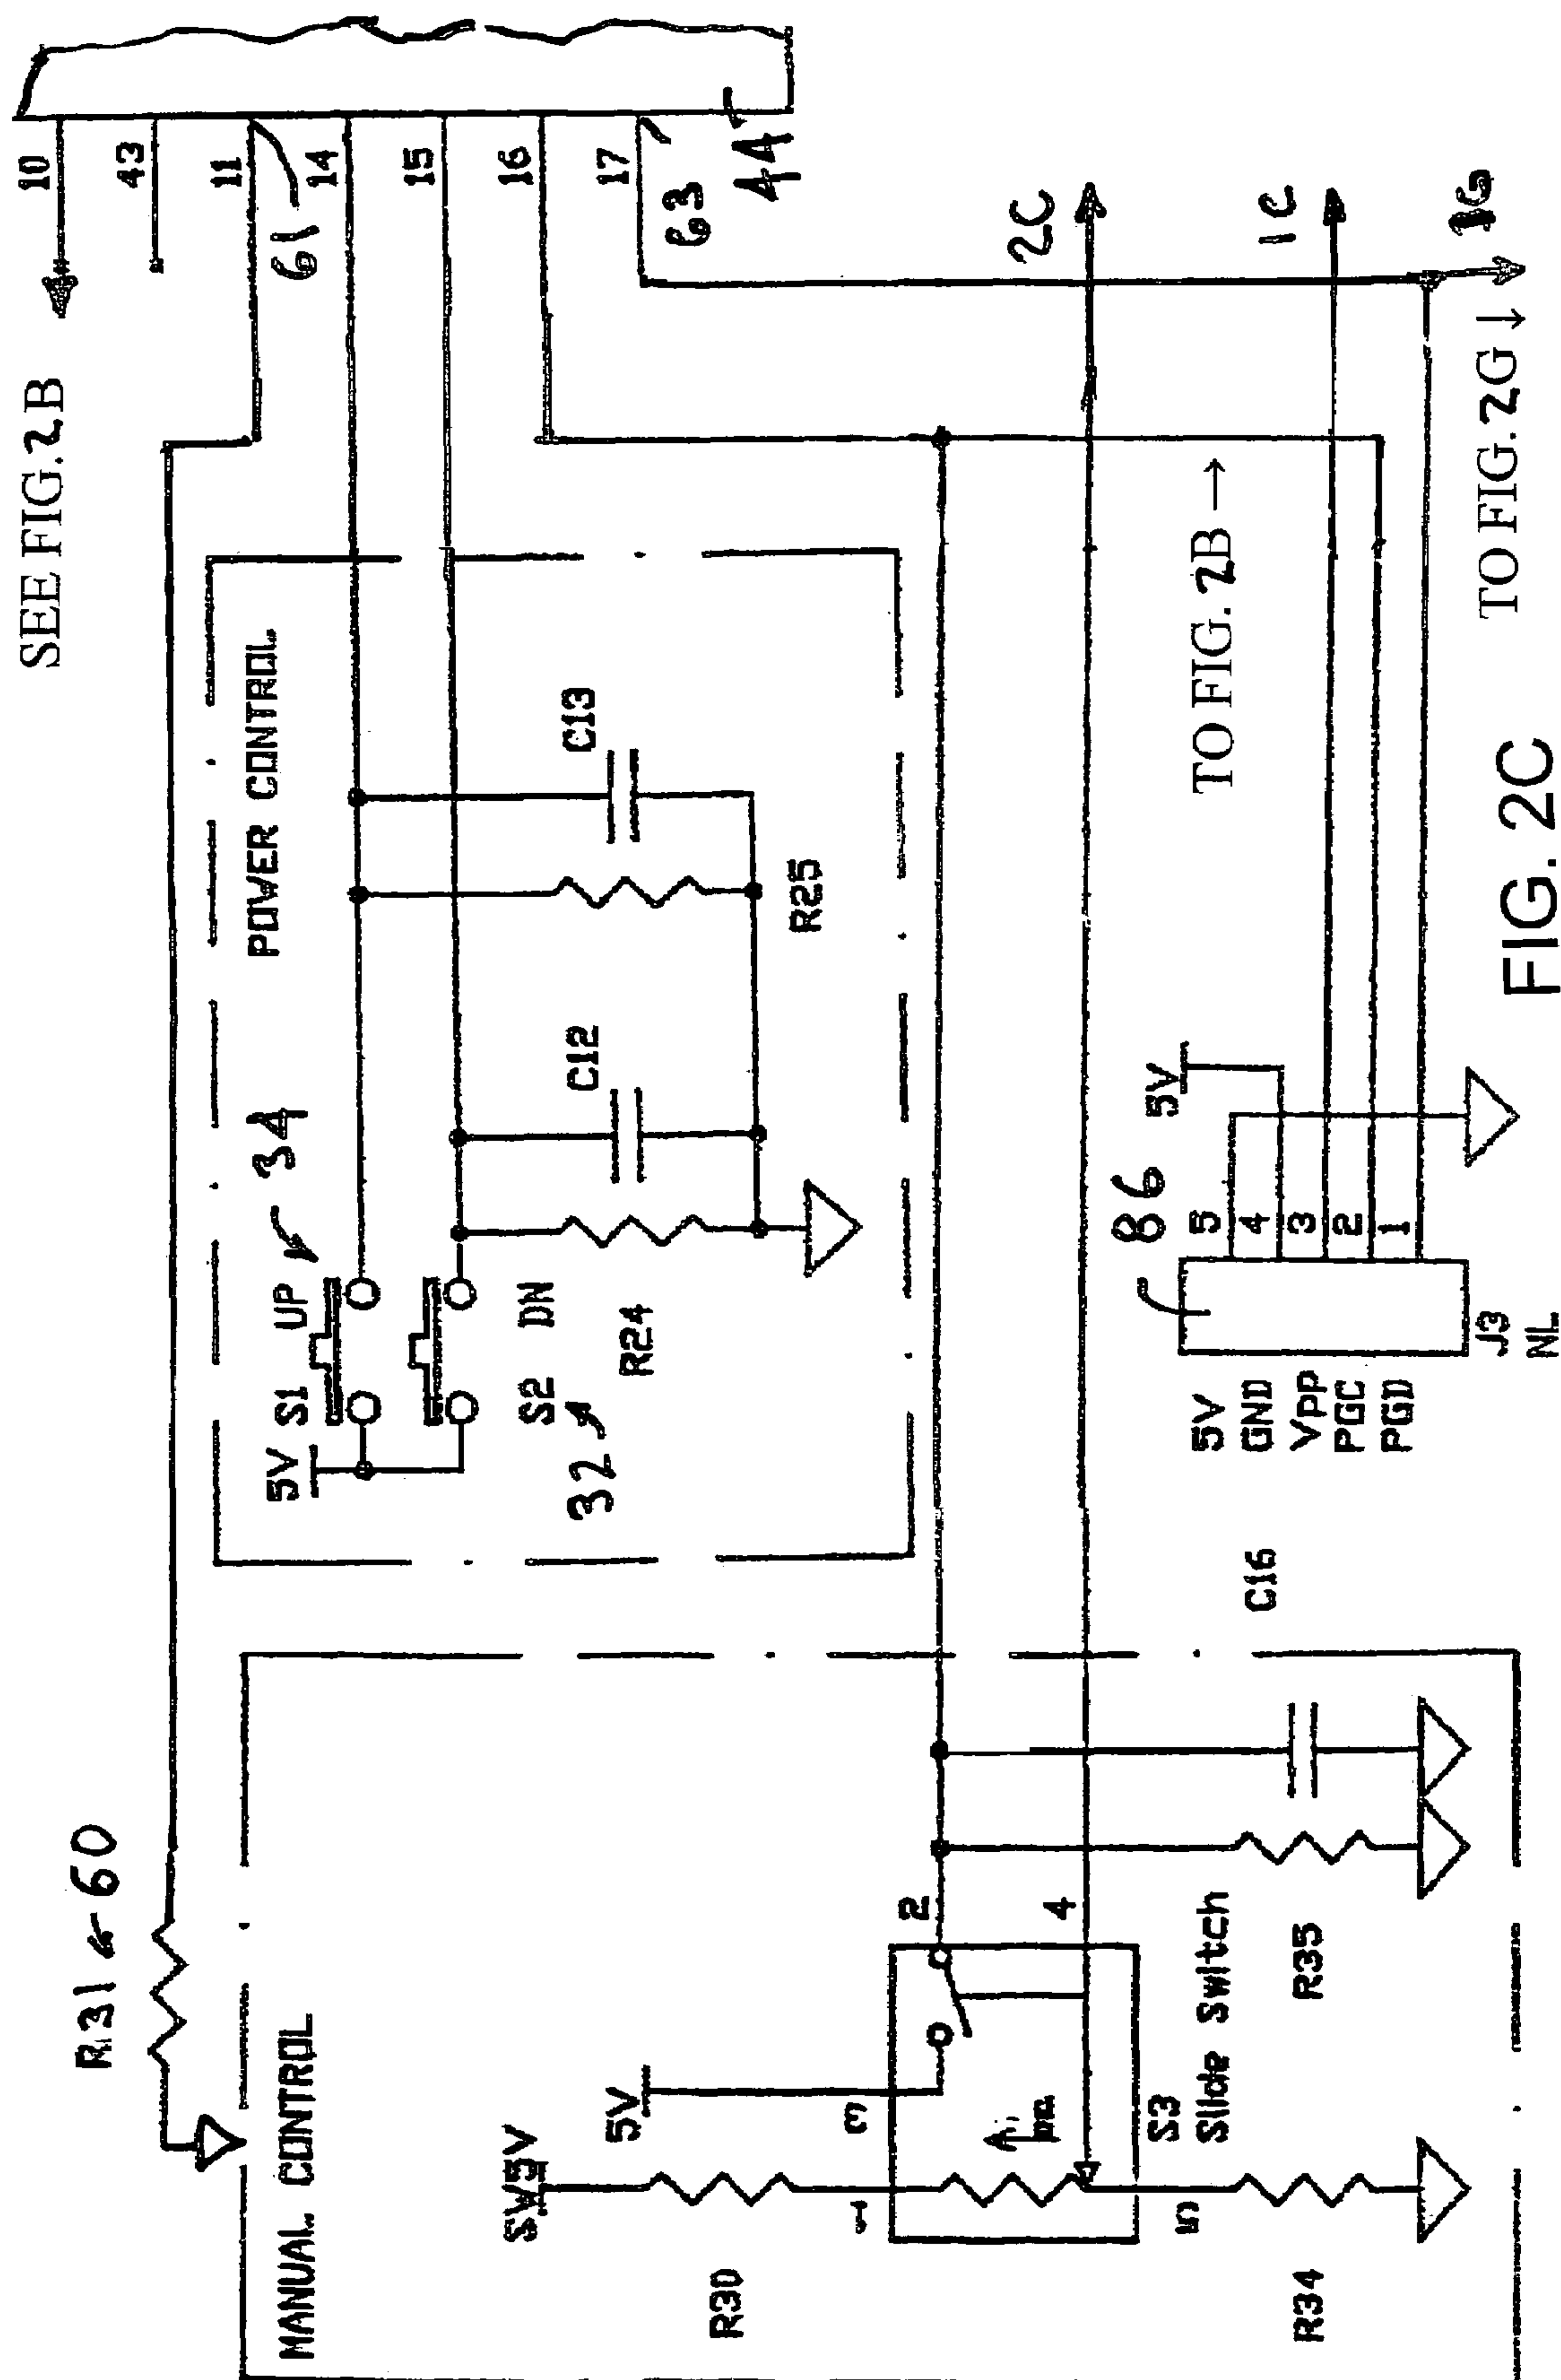 SEE FIG. 2B
10
43
11
61
14
15
16
17
63
44
R31 60
MANUAL CONTROL
SW5V
R30
5V
1
3
2
4
5
S3
Slide Switch
R34
R35
C16
POWER CONTROL
5V
S1 UP
34
S2 DN
32
R24
C12
R25
C13
2C
TO FIG. 2B →
1C
TO FIG. 2G ↓
86
5V
5
4
3
2
1
5V
GND
Vpp
PGC
PGD
J3
NL
FIG. 2C